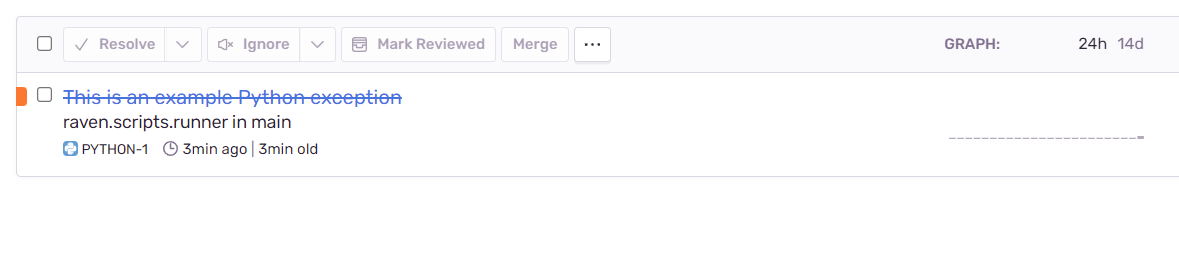 Resolve Ignore Mark Reviewed Merge ... GRAPH: 24h 14d
This is an example Python exception
raven.scripts.runner in main
PYTHON-1 3min ago | 3min old